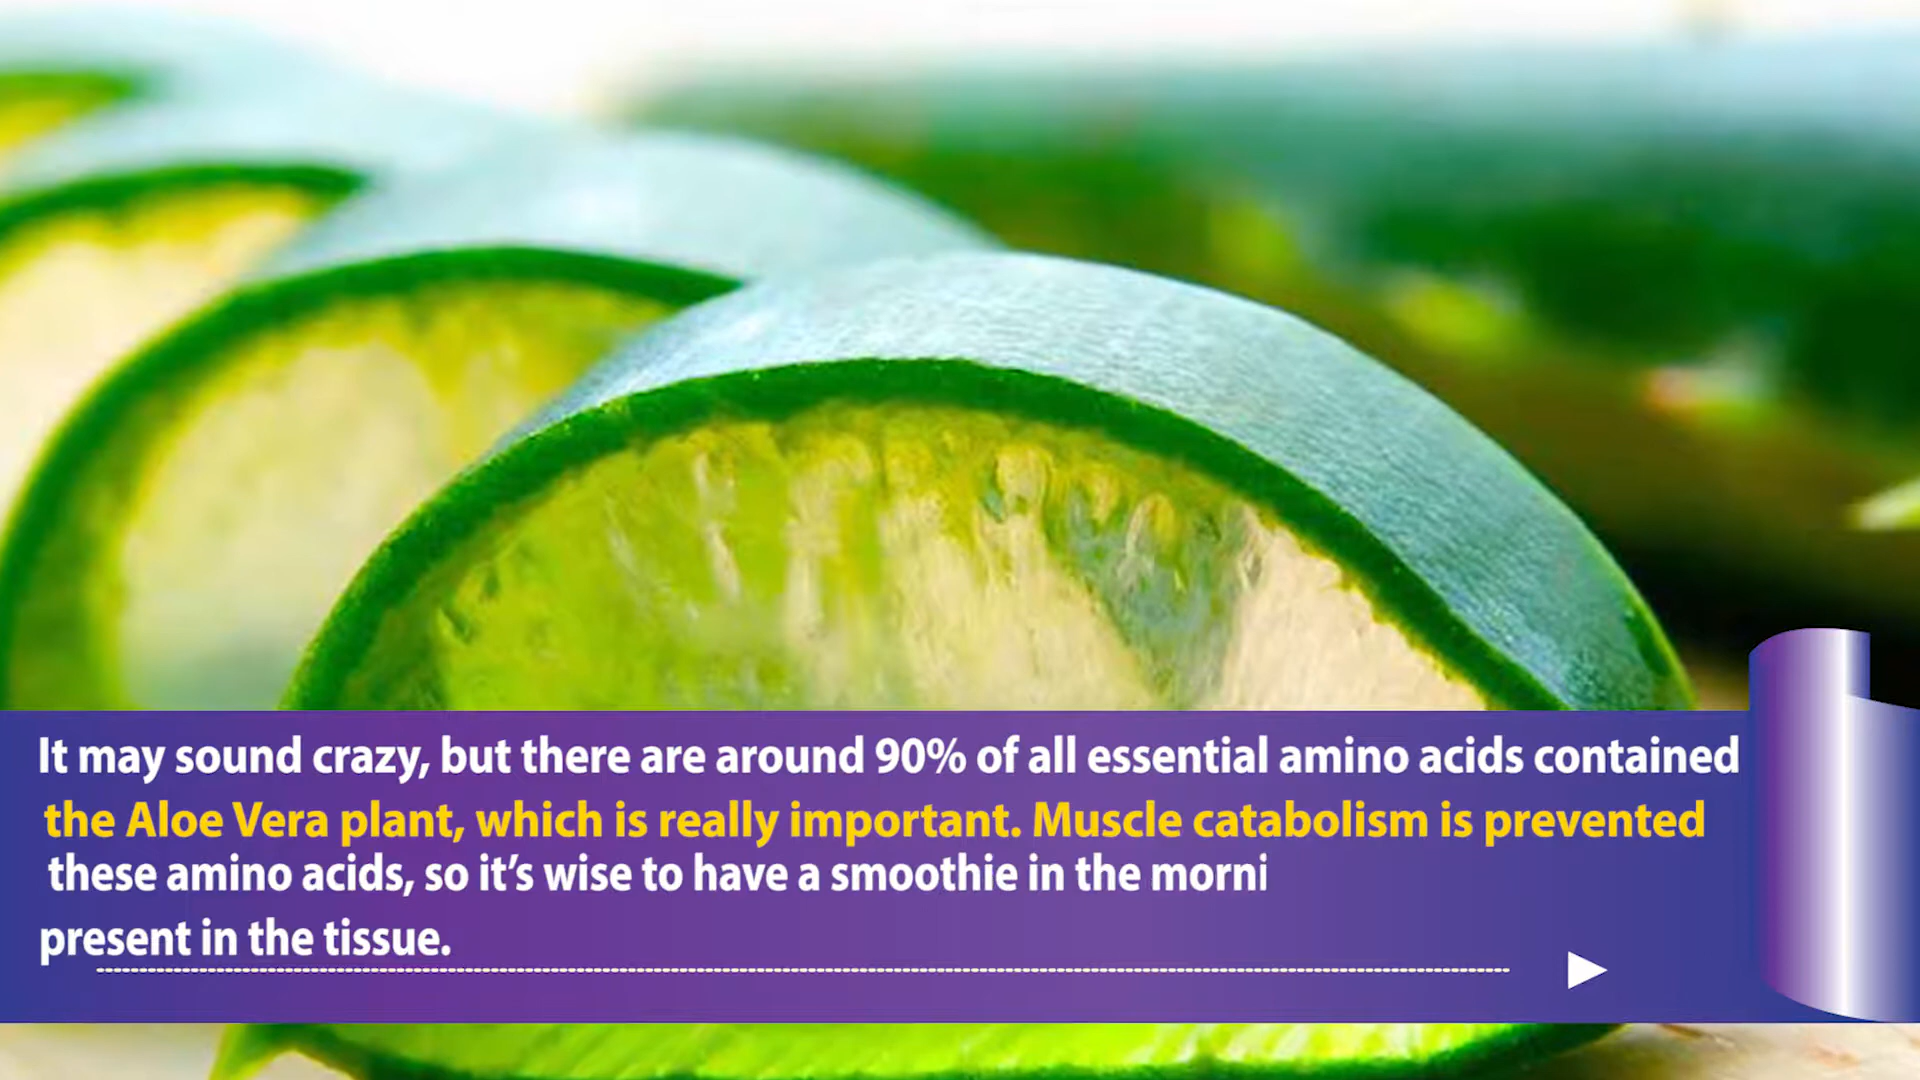 It may sound crazy, but there are around 90% of all essential amino acids contained
the Aloe Vera plant, which is really important. Muscle catabolism is prevented
these amino acids, so it’s wise to have a smoothie in the morni
present in the tissue.